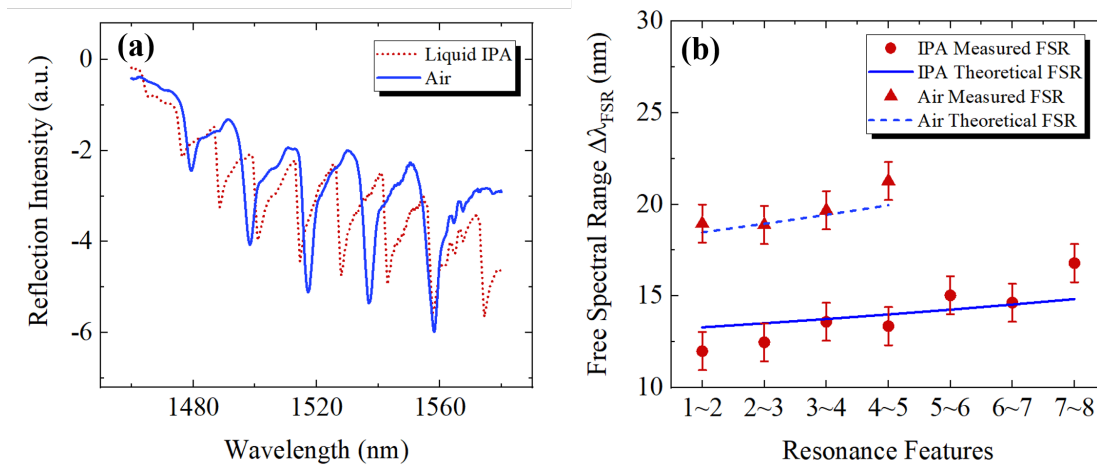 (a)
Liquid IPA
Air
0
-2
-4
-6
Reflection Intensity (a.u.)
1480 1520 1560
Wavelength (nm)
(b)
IPA Measured FSR
IPA Theoretical FSR
Air Measured FSR
Air Theoretical FSR
30
25
20
15
10
Free Spectral Range Δλ_FSR (nm)
1~2 2~3 3~4 4~5 5~6 6~7 7~8
Resonance Features